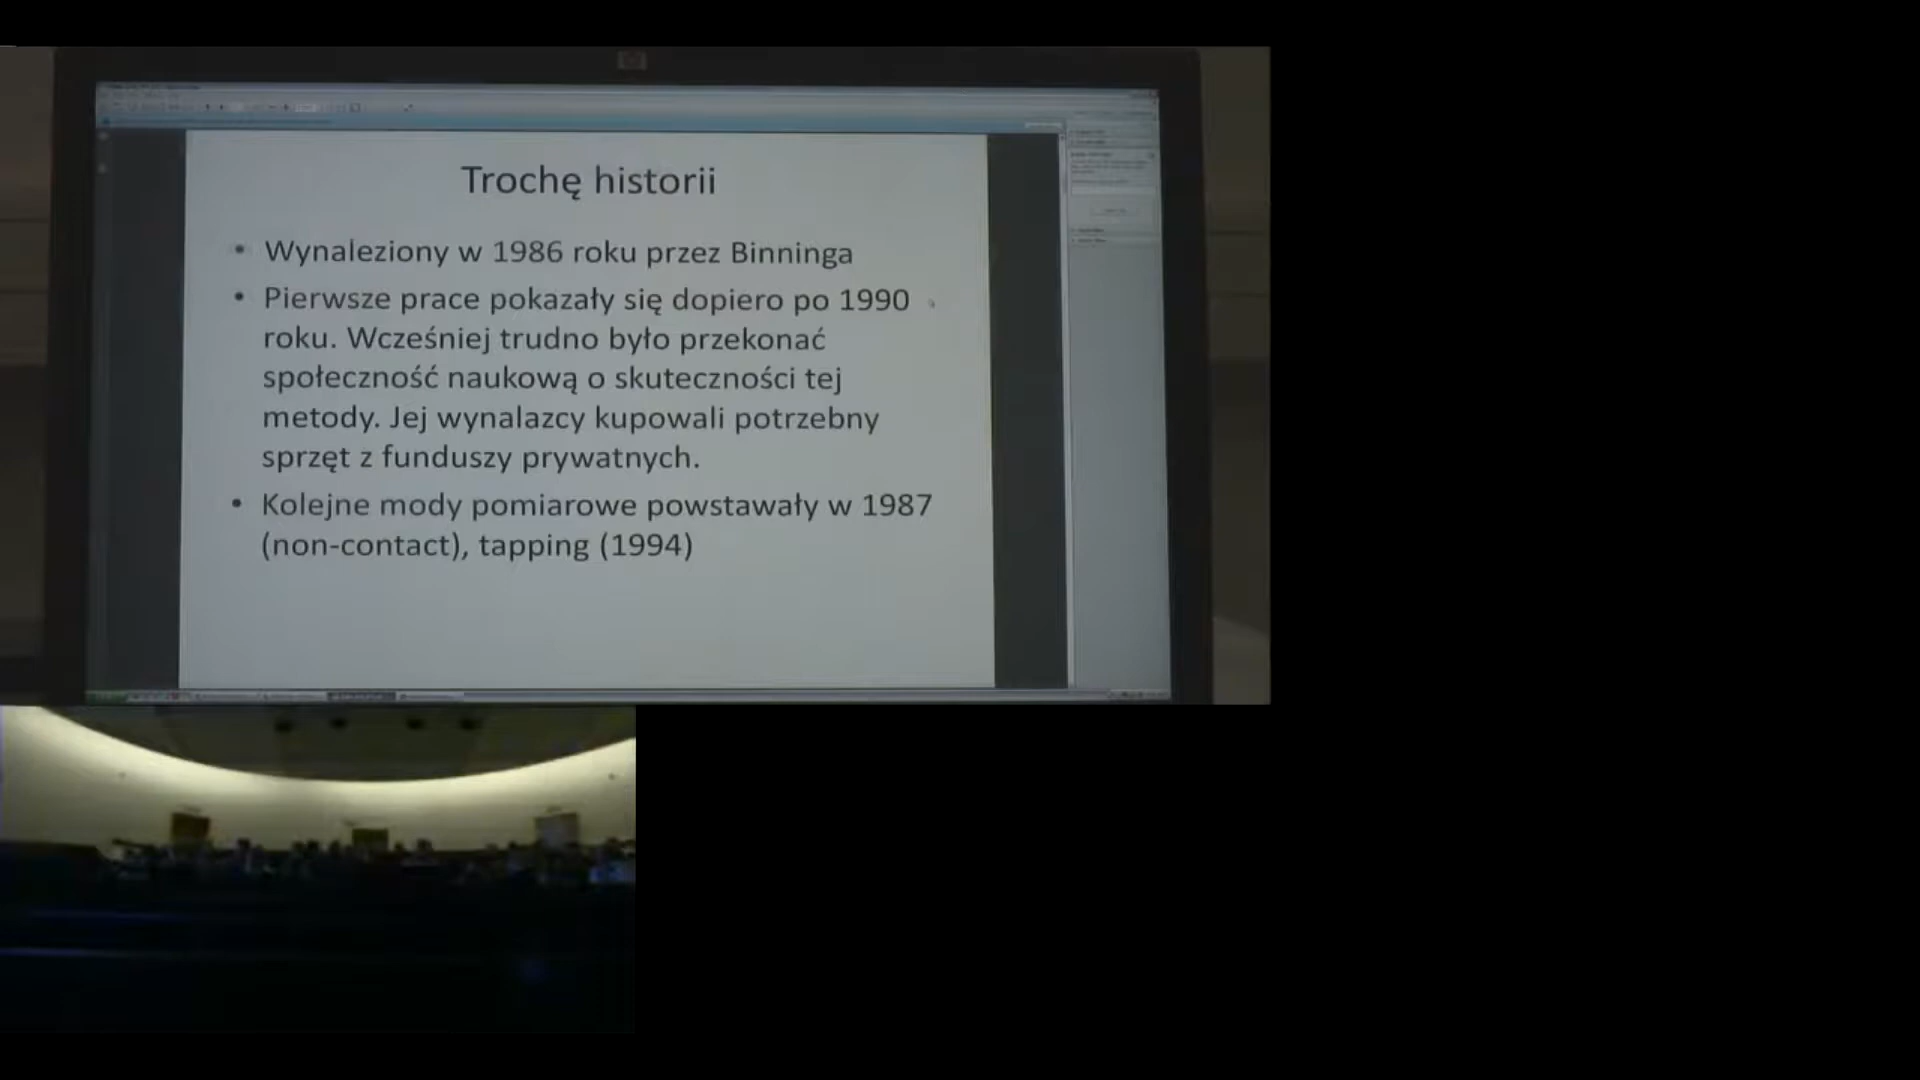 Trochę historii
• Wynaleziony w 1986 roku przez Binninga
• Pierwsze prace pokazały się dopiero po 1990
roku. Wcześniej trudno było przekonać
społeczność naukową o skuteczności tej
metody. Jej wynalazcy kupowali potrzebny
sprzęt z funduszy prywatnych.
• Kolejne mody pomiarowe powstawały w 1987
(non-contact), tapping (1994)